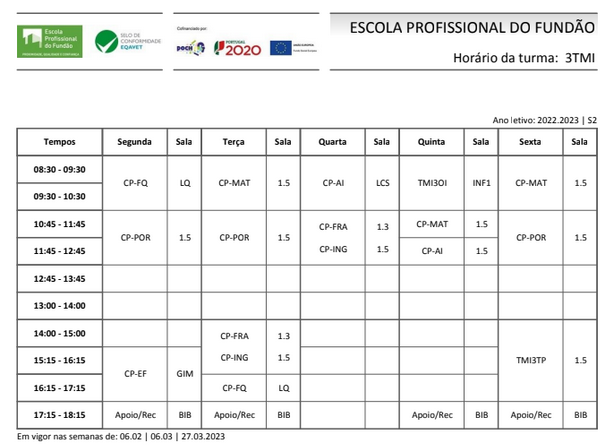 Escola
Profissional
do Fundão
SELO DE
CONFORMIDADE
EQAVET
Cofinanciado por:
POCH
PORTUGAL
2020
ESCOLA PROFISSIONAL DO FUNDÃO
Horário da turma: 3TMI
Ano letivo: 2022.2023 | S2
Tempos Segunda Sala Terça Sala Quarta Sala Quinta Sala Sexta Sala
08:30 - 09:30
CP-FQ LQ CP-MAT 1.5 CP-AI LCS TMI3OI INF1 CP-MAT 1.5
09:30 - 10:30
10:45 - 11:45 CP-FRA 1.3 CP-MAT 1.5
CP-POR 1.5 CP-POR 1.5 CP-POR 1.5
11:45 - 12:45 CP-ING 1.5 CP-AI 1.5
12:45 - 13:45
13:00 - 14:00
14:00 - 15:00 CP-FRA 1.3
15:15 - 16:15 CP-ING 1.5 TMI3TP 1.5
CP-EF GIM
16:15 - 17:15 CP-FQ LQ
17:15 - 18:15 Apoio/Rec BIB Apoio/Rec BIB Apoio/Rec BIB Apoio/Rec BIB
Em vigor nas semanas de: 06.02 | 06.03 | 27.03.2023